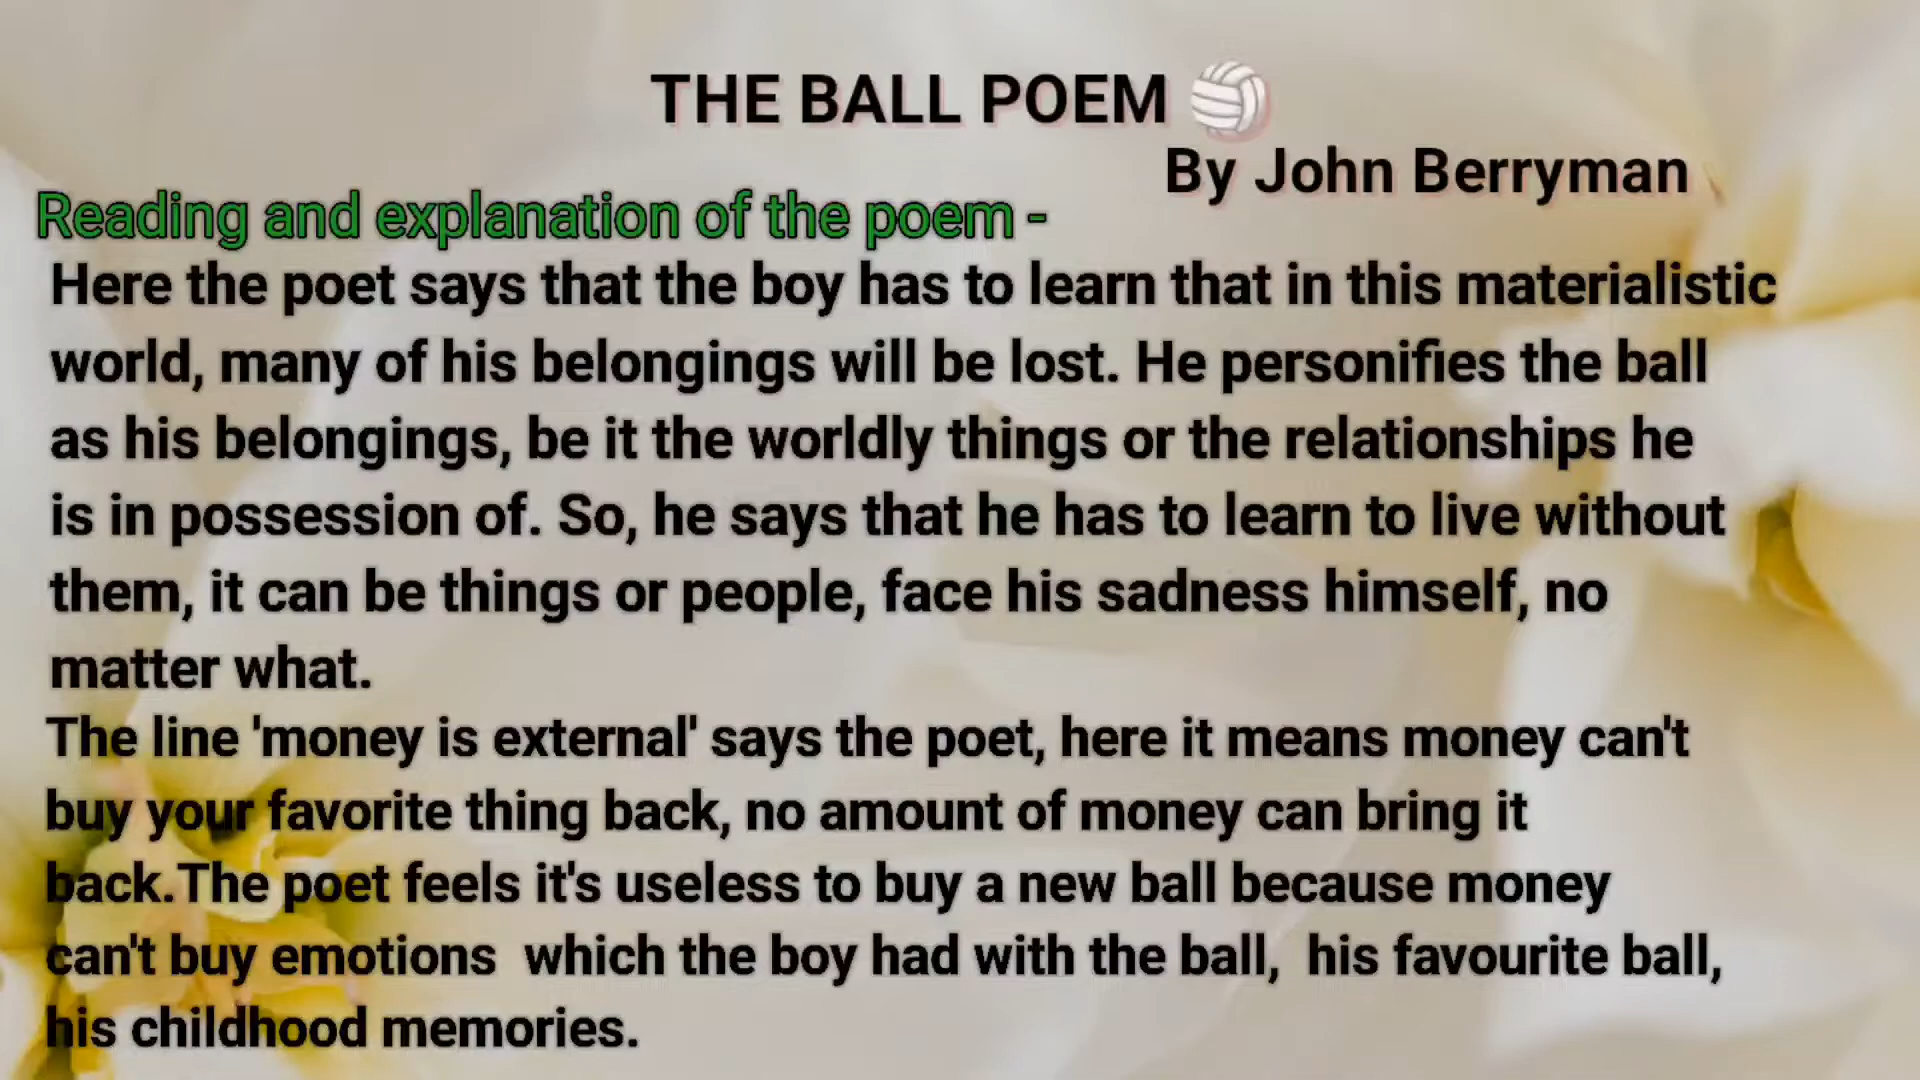 THE BALL POEM
By John Berryman
Reading and explanation of the poem -
Here the poet says that the boy has to learn that in this materialistic
world, many of his belongings will be lost. He personifies the ball
as his belongings, be it the worldly things or the relationships he
is in possession of. So, he says that he has to learn to live without
them, it can be things or people, face his sadness himself, no
matter what.
The line 'money is external' says the poet, here it means money can't
buy your favorite thing back, no amount of money can bring it
back.The poet feels it's useless to buy a new ball because money
can't buy emotions  which the boy had with the ball,  his favourite ball,
his childhood memories.